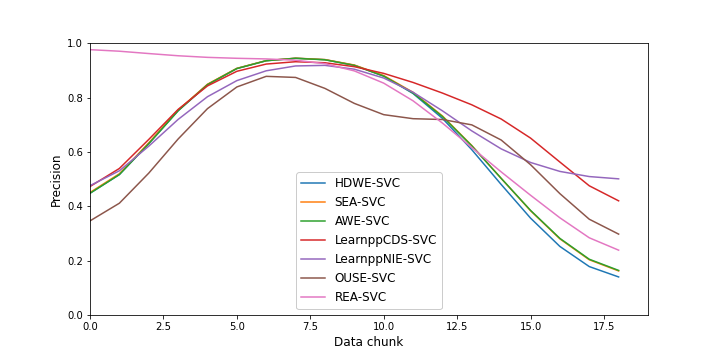 1.0
0.8
0.6
0.4
0.2
0.0
Precision
HDWE-SVC
SEA-SVC
AWE-SVC
LearnppCDS-SVC
LearnppNIE-SVC
OUSE-SVC
REA-SVC
0.0 2.5 5.0 7.5 10.0 12.5 15.0 17.5
Data chunk